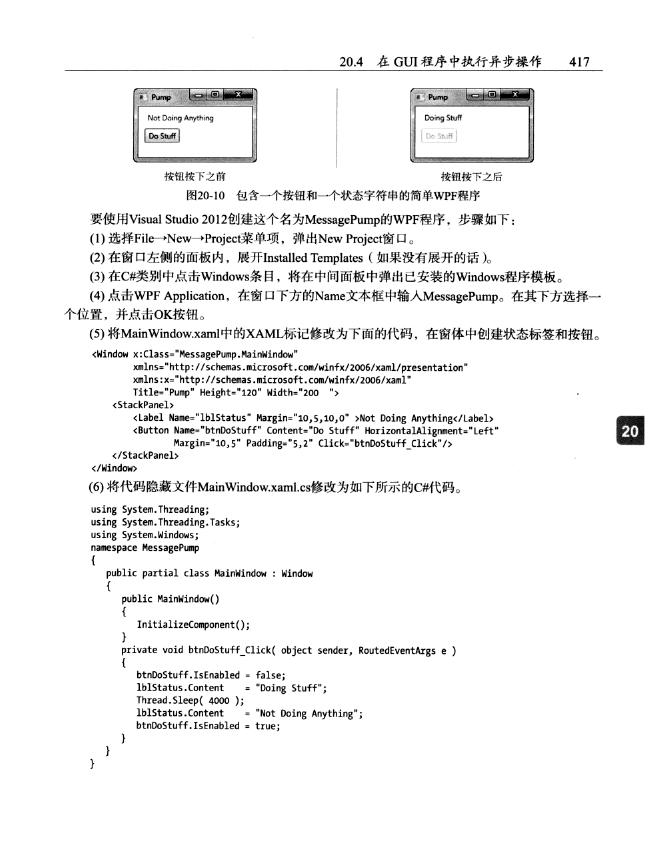 20.4 在 GUI 程序中执行异步操作 417
Pump
Not Doing Anything
Do Stuff
Pump
Doing Stuff
Do Stuff
按钮按下之前
按钮按下之后
图20-10 包含一个按钮和一个状态字符串的简单WPF程序
要使用Visual Studio 2012创建这个名为MessagePump的WPF程序，步骤如下：
(1) 选择File→New→Project菜单项，弹出New Project窗口。
(2) 在窗口左侧的面板内，展开Installed Templates（如果没有展开的话）。
(3) 在C#类别中点击Windows条目，将在中间面板中弹出已安装的Windows程序模板。
(4) 点击WPF Application，在窗口下方的Name文本框中输入MessagePump。在其下方选择一
个位置，并点击OK按钮。
(5) 将MainWindow.xaml中的XAML标记修改为下面的代码，在窗体中创建状态标签和按钮。
<Window x:Class="MessagePump.MainWindow"
xmlns="http://schemas.microsoft.com/winfx/2006/xaml/presentation"
xmlns:x="http://schemas.microsoft.com/winfx/2006/xaml"
Title="Pump" Height="120" Width="200 ">
<StackPanel>
<Label Name="lblStatus" Margin="10,5,10,0" >Not Doing Anything</Label>
<Button Name="btnDoStuff" Content="Do Stuff" HorizontalAlignment="Left"
Margin="10,5" Padding="5,2" Click="btnDoStuff_Click"/>
</StackPanel>
</Window>
20
(6) 将代码隐藏文件MainWindow.xaml.cs修改为如下所示的C#代码。
using System.Threading;
using System.Threading.Tasks;
using System.Windows;
namespace MessagePump
{
public partial class MainWindow : Window
{
public MainWindow()
{
InitializeComponent();
}
private void btnDoStuff_Click( object sender, RoutedEventArgs e )
{
btnDoStuff.IsEnabled = false;
lblStatus.Content = "Doing Stuff";
Thread.Sleep( 4000 );
lblStatus.Content = "Not Doing Anything";
btnDoStuff.IsEnabled = true;
}
}
}